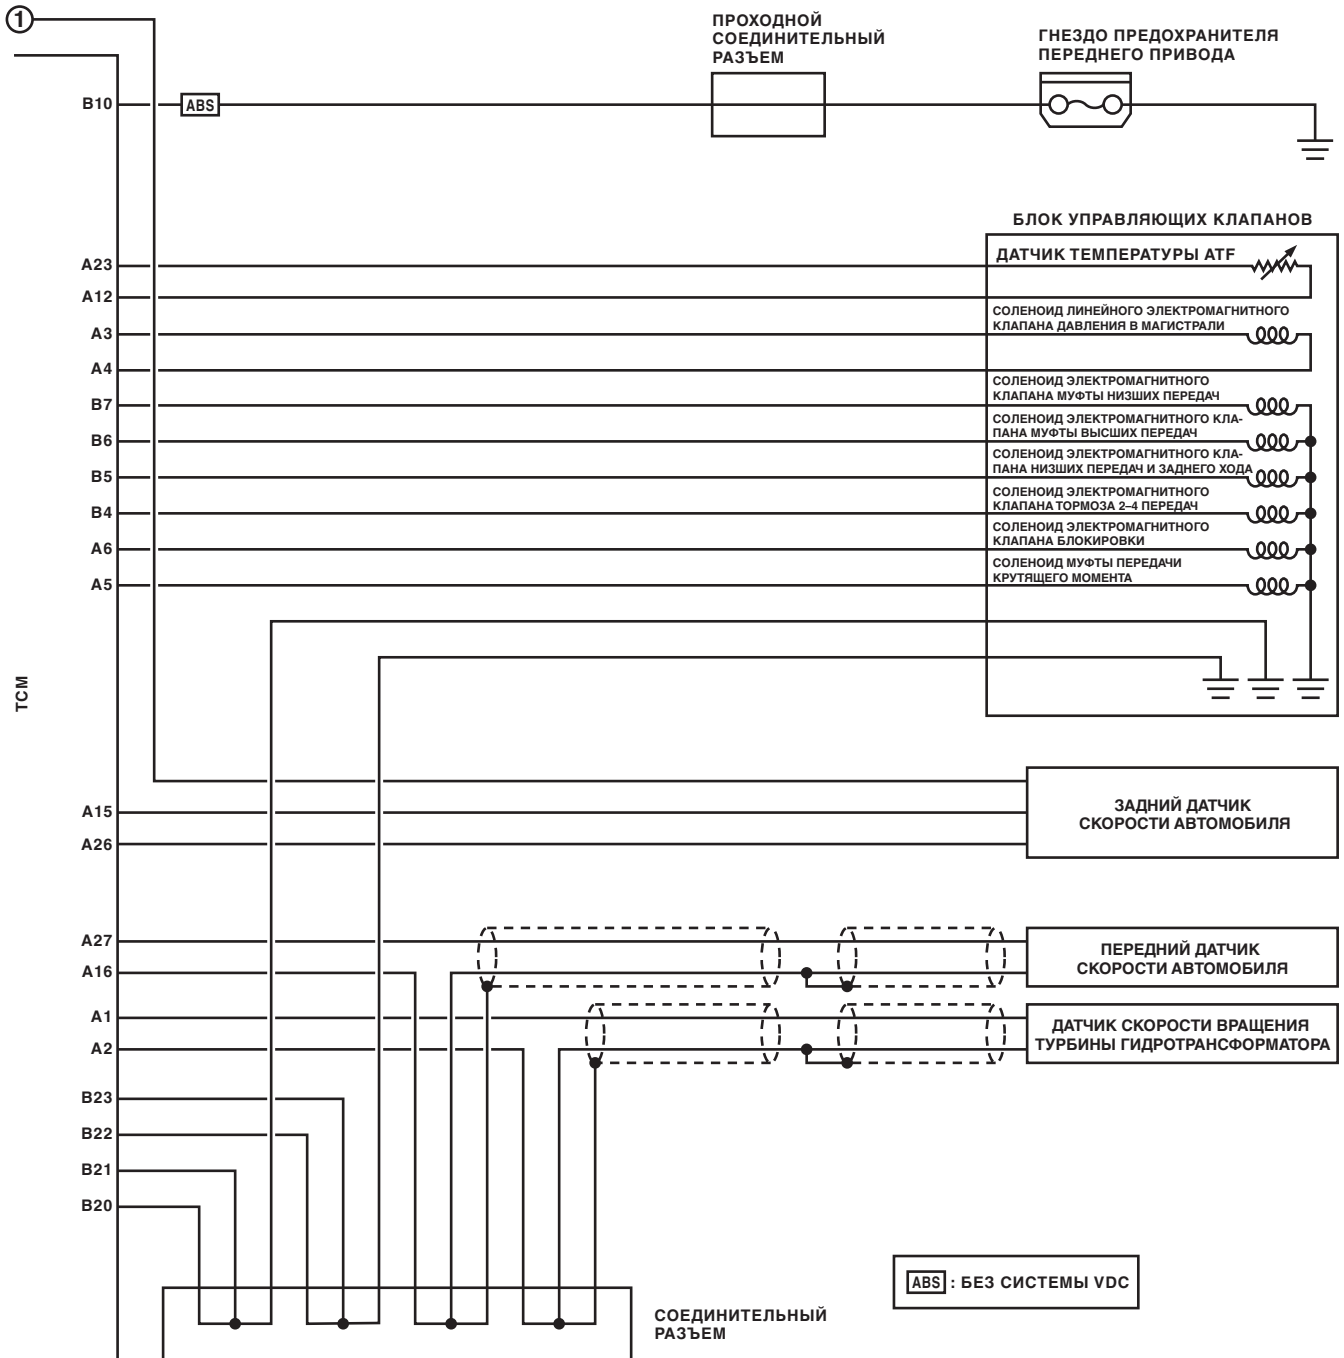 1
ПРОХОДНОЙ
СОЕДИНИТЕЛЬНЫЙ
РАЗЪЕМ
ГНЕЗДО ПРЕДОХРАНИТЕЛЯ
ПЕРЕДНЕГО ПРИВОДА
B10
ABS
БЛОК УПРАВЛЯЮЩИХ КЛАПАНОВ
A23
ДАТЧИК ТЕМПЕРАТУРЫ ATF
A12
СОЛЕНОИД ЛИНЕЙНОГО ЭЛЕКТРОМАГНИТНОГО
КЛАПАНА ДАВЛЕНИЯ В МАГИСТРАЛИ
A3
A4
СОЛЕНОИД ЭЛЕКТРОМАГНИТНОГО
КЛАПАНА МУФТЫ НИЗШИХ ПЕРЕДАЧ
B7
СОЛЕНОИД ЭЛЕКТРОМАГНИТНОГО КЛА-
ПАНА МУФТЫ ВЫСШИХ ПЕРЕДАЧ
B6
СОЛЕНОИД ЭЛЕКТРОМАГНИТНОГО КЛА-
ПАНА НИЗШИХ ПЕРЕДАЧ И ЗАДНЕГО ХОДА
B5
СОЛЕНОИД ЭЛЕКТРОМАГНИТНОГО
КЛАПАНА ТОРМОЗА 2–4 ПЕРЕДАЧ
B4
СОЛЕНОИД ЭЛЕКТРОМАГНИТНОГО
КЛАПАНА БЛОКИРОВКИ
A6
СОЛЕНОИД МУФТЫ ПЕРЕДАЧИ
КРУТЯЩЕГО МОМЕНТА
A5
TCM
ЗАДНИЙ ДАТЧИК
СКОРОСТИ АВТОМОБИЛЯ
A15
A26
A27
A16
ПЕРЕДНИЙ ДАТЧИК
СКОРОСТИ АВТОМОБИЛЯ
A1
A2
ДАТЧИК СКОРОСТИ ВРАЩЕНИЯ
ТУРБИНЫ ГИДРОТРАНСФОРМАТОРА
B23
B22
B21
B20
ABS : БЕЗ СИСТЕМЫ VDC
СОЕДИНИТЕЛЬНЫЙ
РАЗЪЕМ